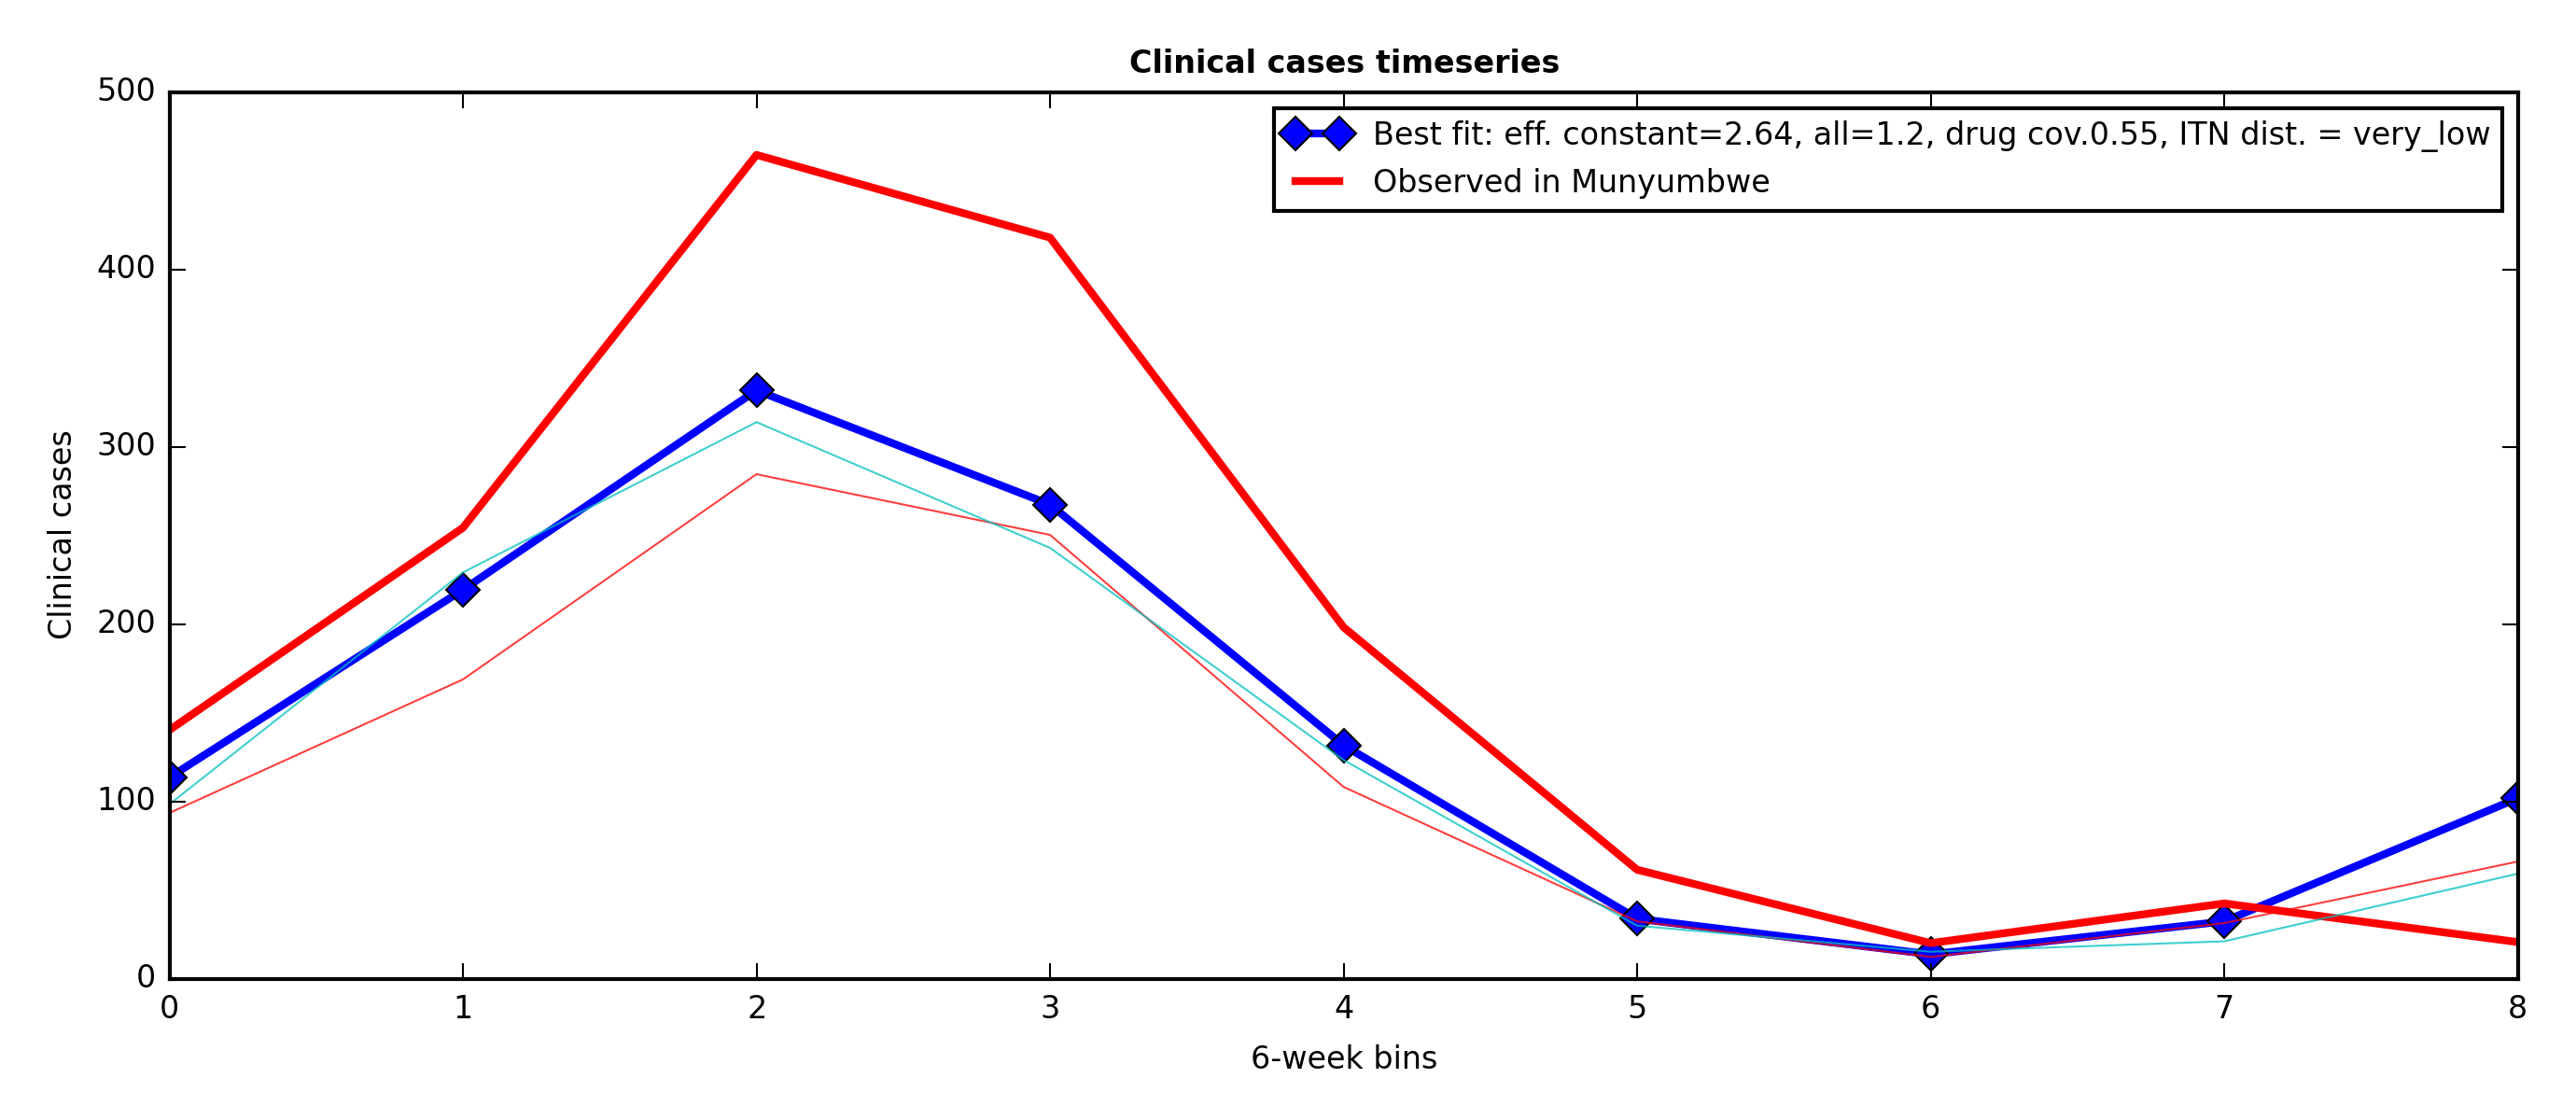 Clinical cases timeseries
Best fit: eff. constant=2.64, all=1.2, drug cov.0.55, ITN dist. = very_low
Observed in Munyumbwe
500
400
300
200
100
0
Clinical cases
0 1 2 3 4 5 6 7 8
6-week bins